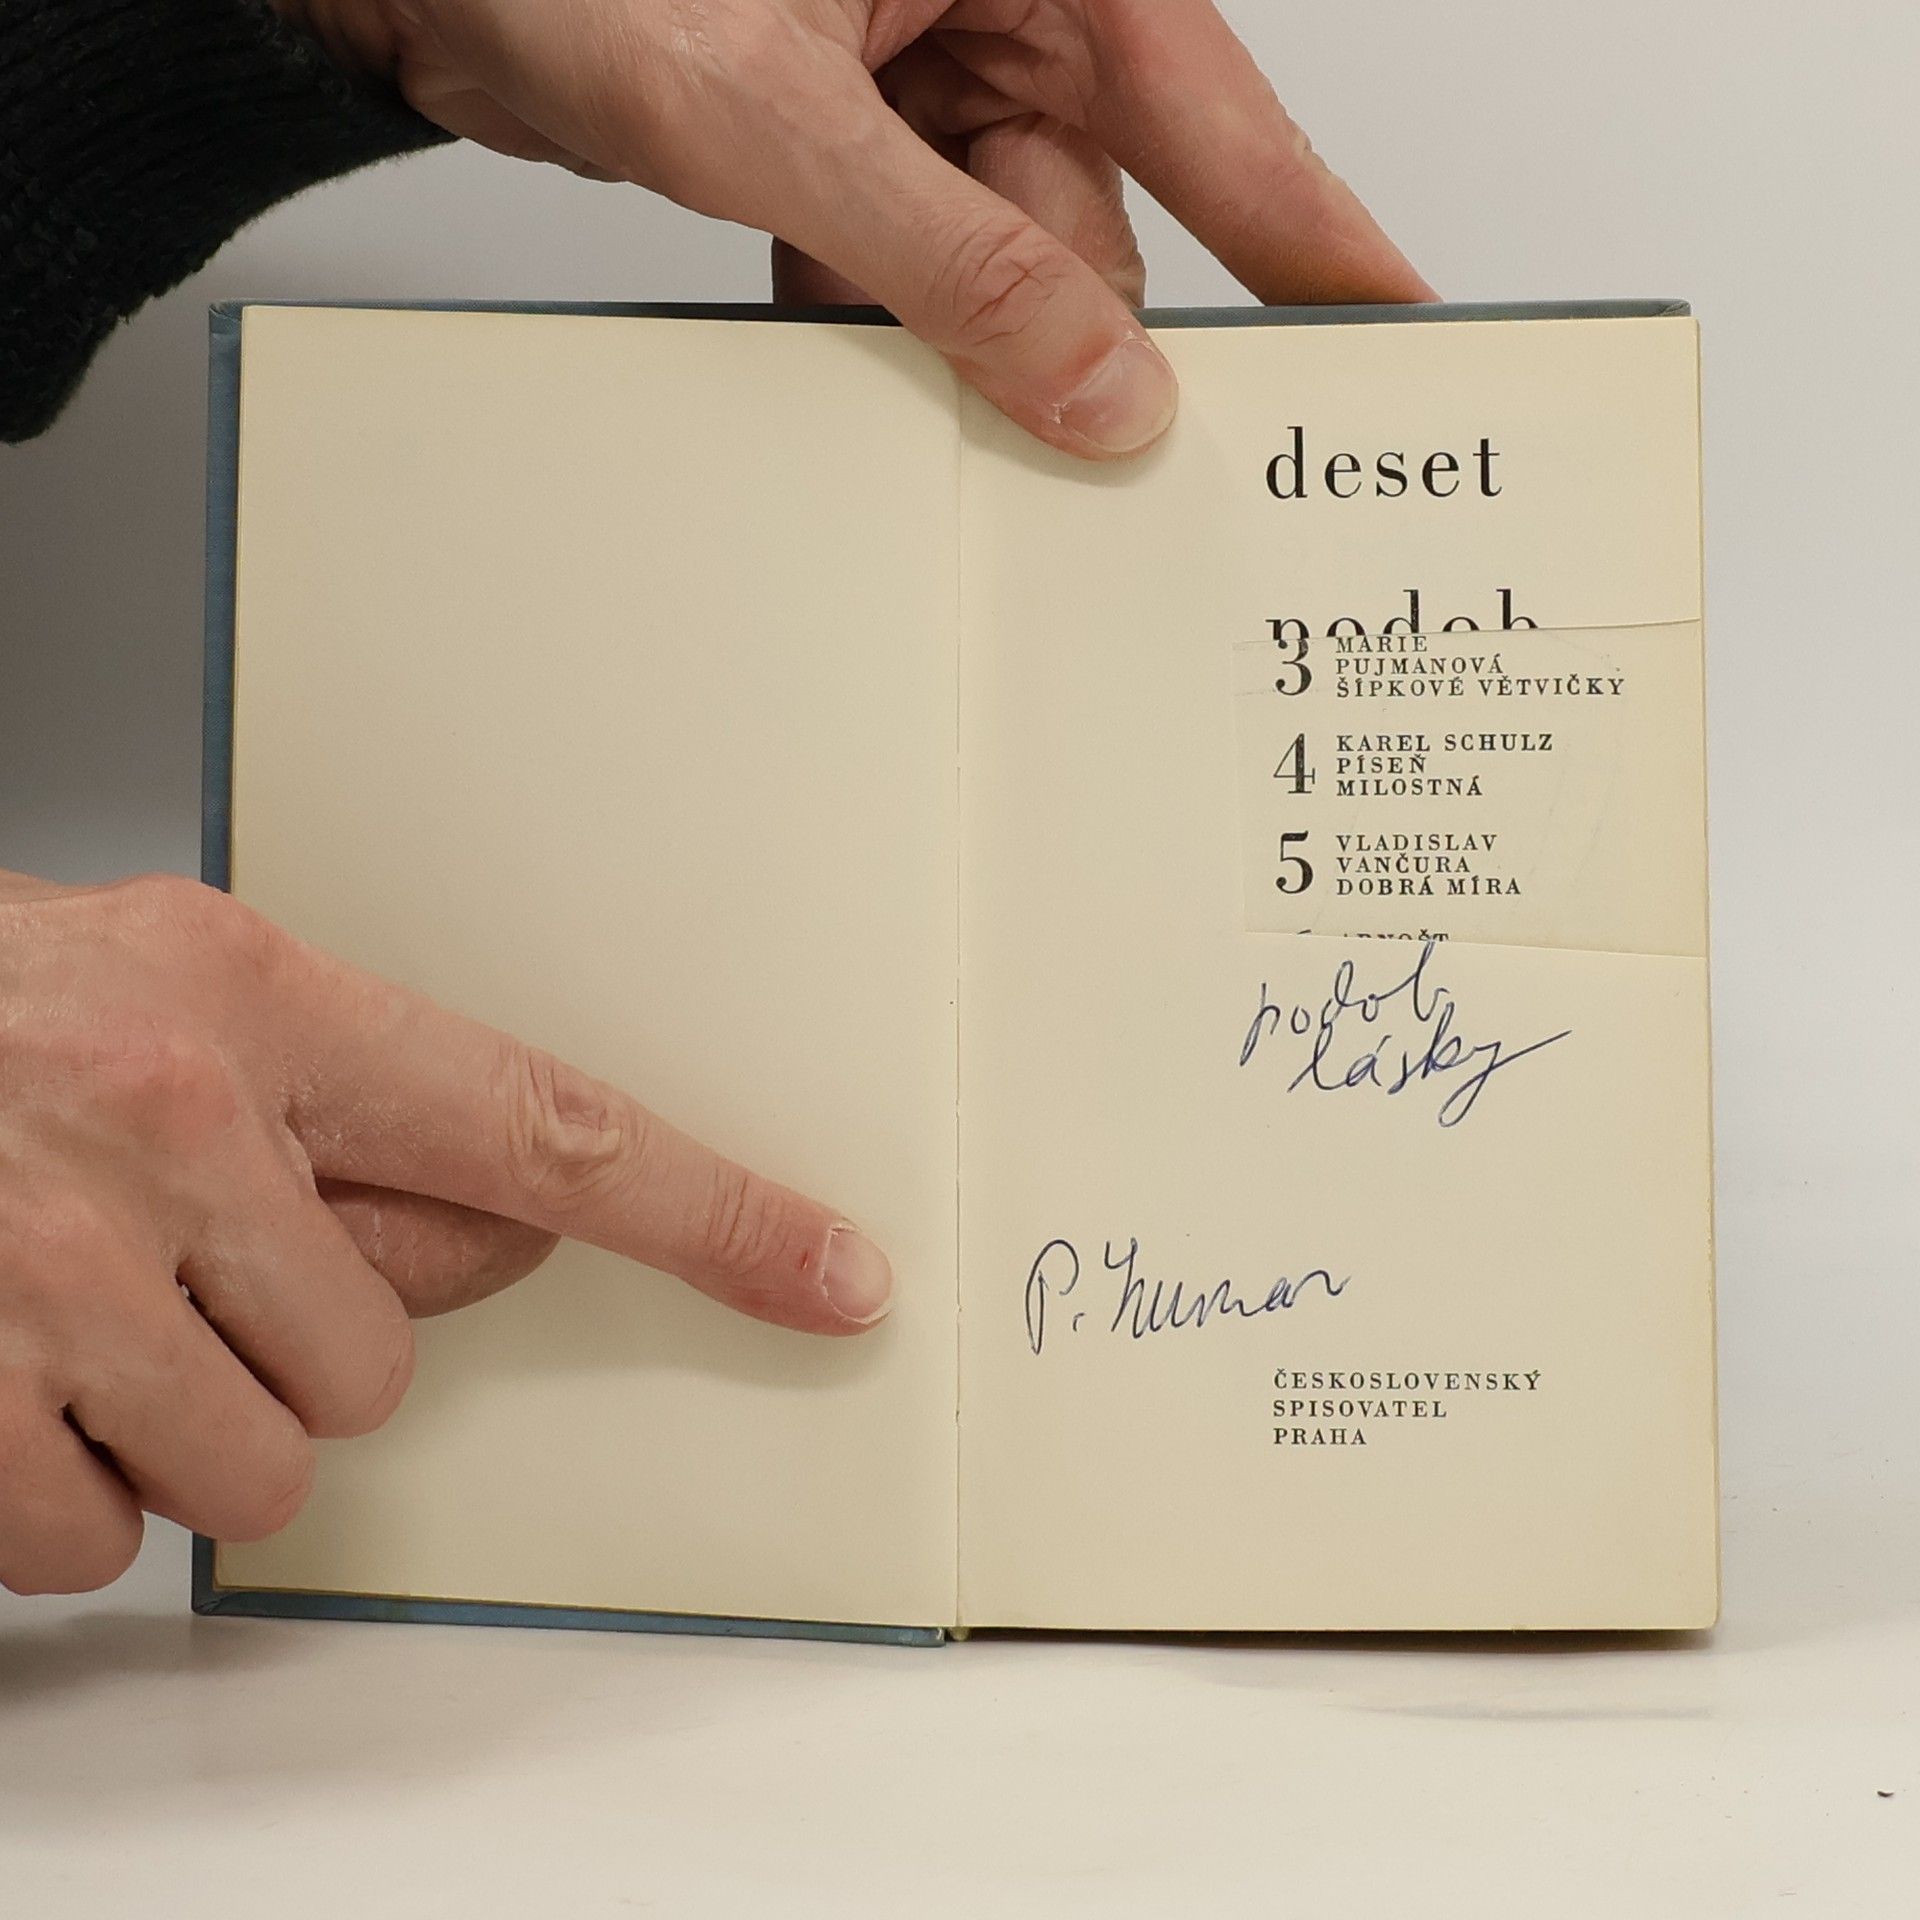 deset
podob
3 MARIE
PUJMANOVÁ
ŠÍPKOVÉ VĚTVIČKY
4 KAREL SCHULZ
PÍSEŇ
MILOSTNÁ
5 VLADISLAV
VANČURA
DOBRÁ MÍRA
podob
lásky
P.
ČESKOSLOVENSKÝ
SPISOVATEL
PRAHA